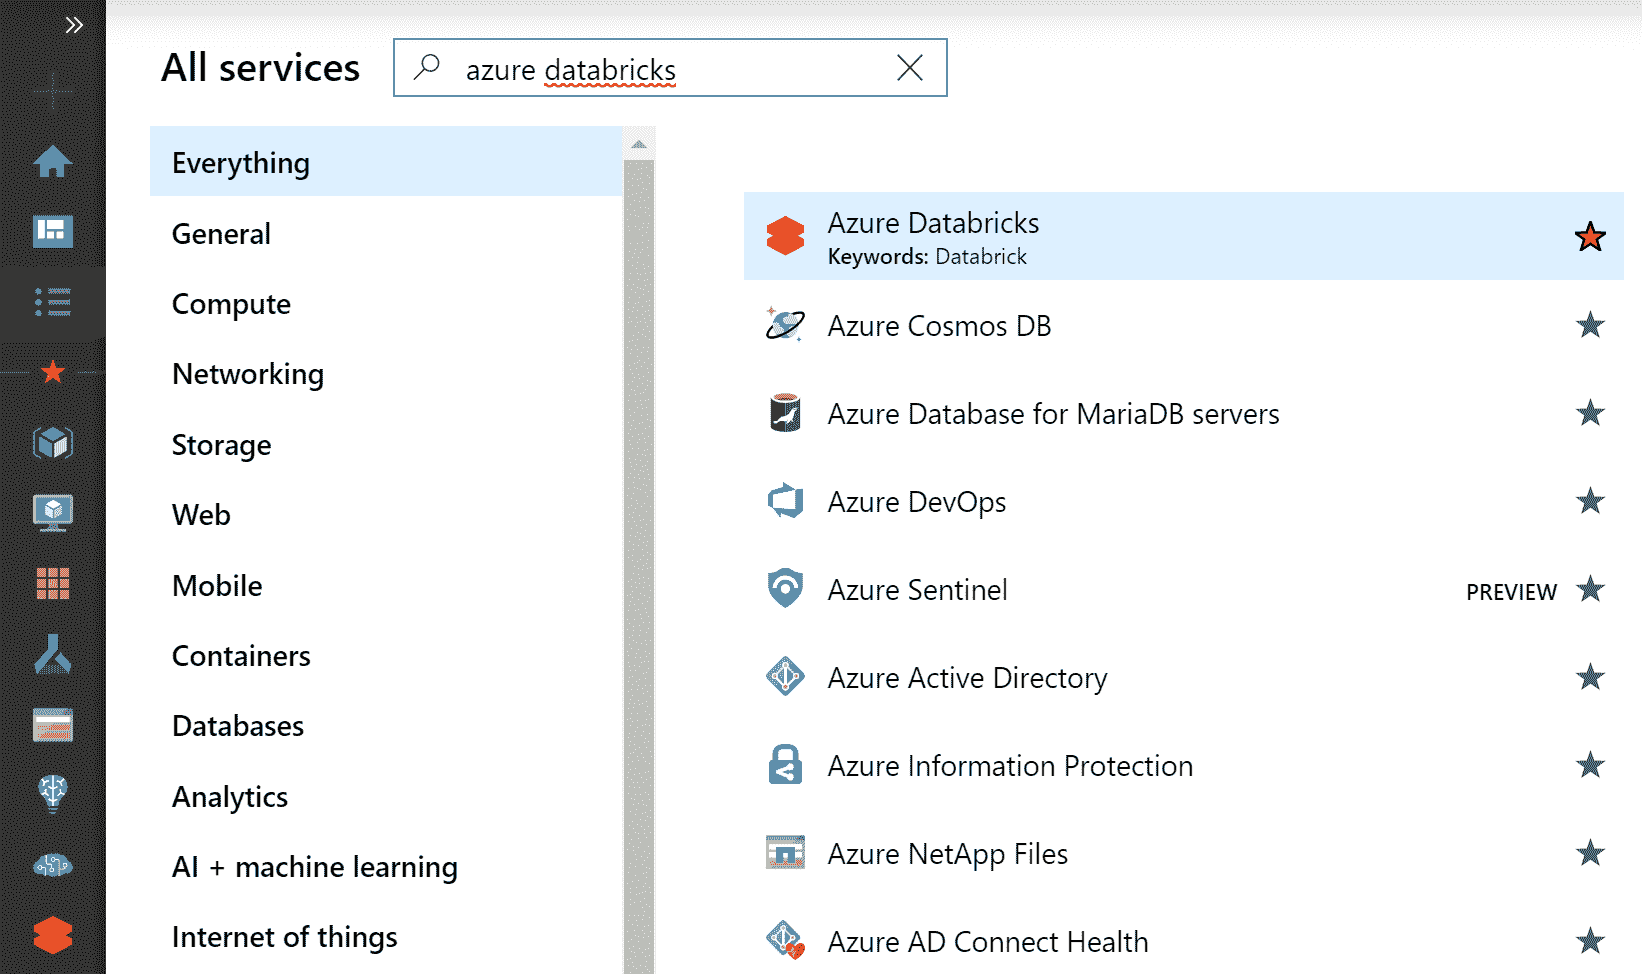 All services
azure databricks
Everything
General
Compute
Networking
Storage
Web
Mobile
Containers
Databases
Analytics
AI + machine learning
Internet of things
Azure Databricks
Keywords: Databrick
Azure Cosmos DB
Azure Database for MariaDB servers
Azure DevOps
Azure Sentinel PREVIEW
Azure Active Directory
Azure Information Protection
Azure NetApp Files
Azure AD Connect Health